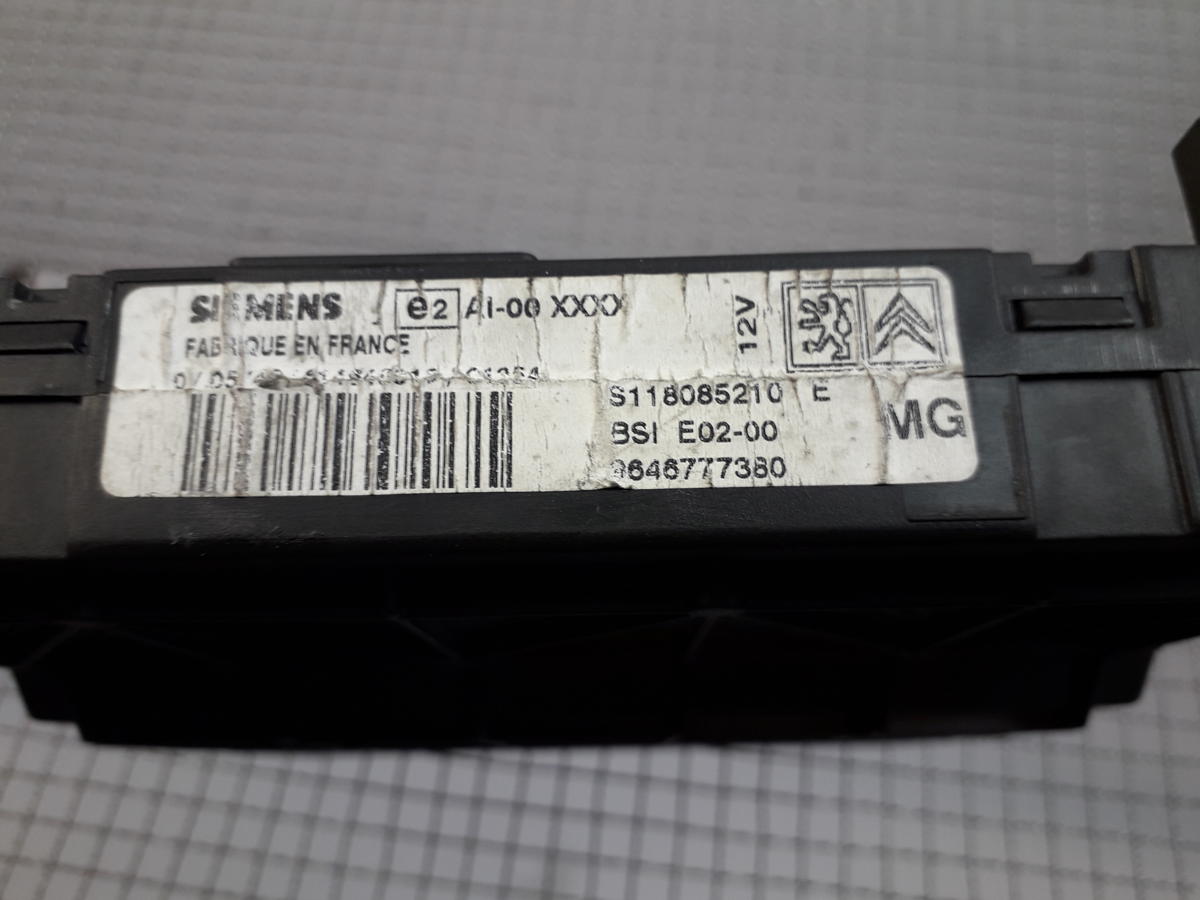 SIEMENS e2 AI-00 XXXX
FABRIQUE EN FRANCE
12V
S118085210 E
BSI E02-00
9646777380
MG